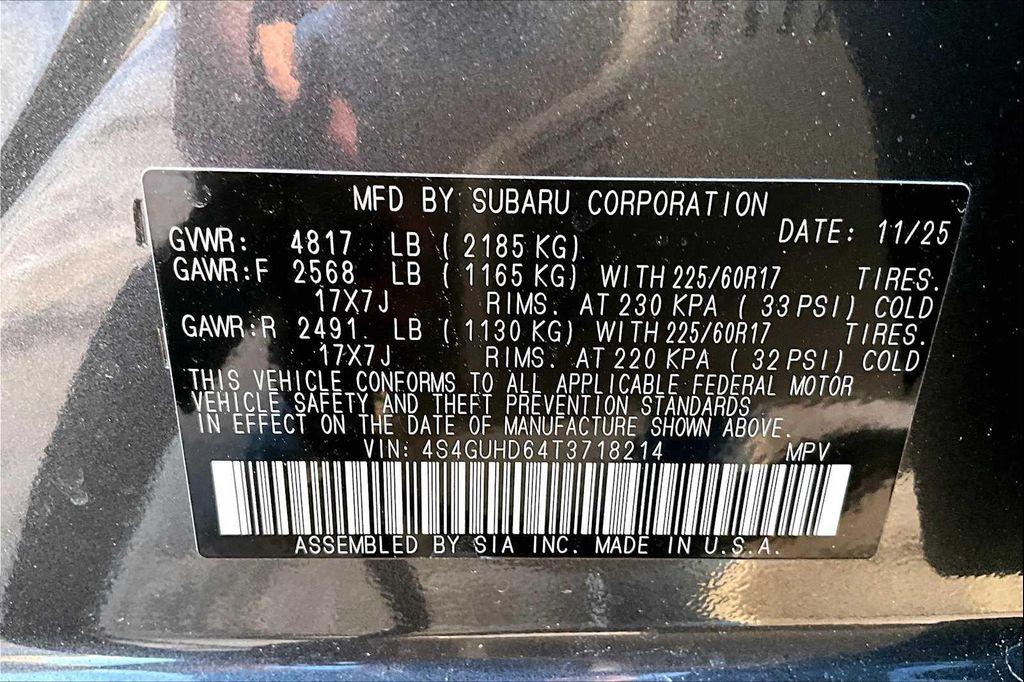 MFD BY SUBARU CORPORATION
DATE: 11/25
GVWR: 4817 LB ( 2185 KG)
GAWR:F 2568 LB ( 1165 KG) WITH 225/60R17 TIRES.
17X7J RIMS. AT 230 KPA ( 33 PSI) COLD
GAWR:R 2491 LB ( 1130 KG) WITH 225/60R17 TIRES.
17X7J RIMS. AT 220 KPA ( 32 PSI) COLD
THIS VEHICLE CONFORMS TO ALL APPLICABLE FEDERAL MOTOR
VEHICLE SAFETY AND THEFT PREVENTION STANDARDS
IN EFFECT ON THE DATE OF MANUFACTURE SHOWN ABOVE.
VIN: 4S4GUHD64T3718214 MPV
ASSEMBLED BY SIA INC. MADE IN U.S.A.